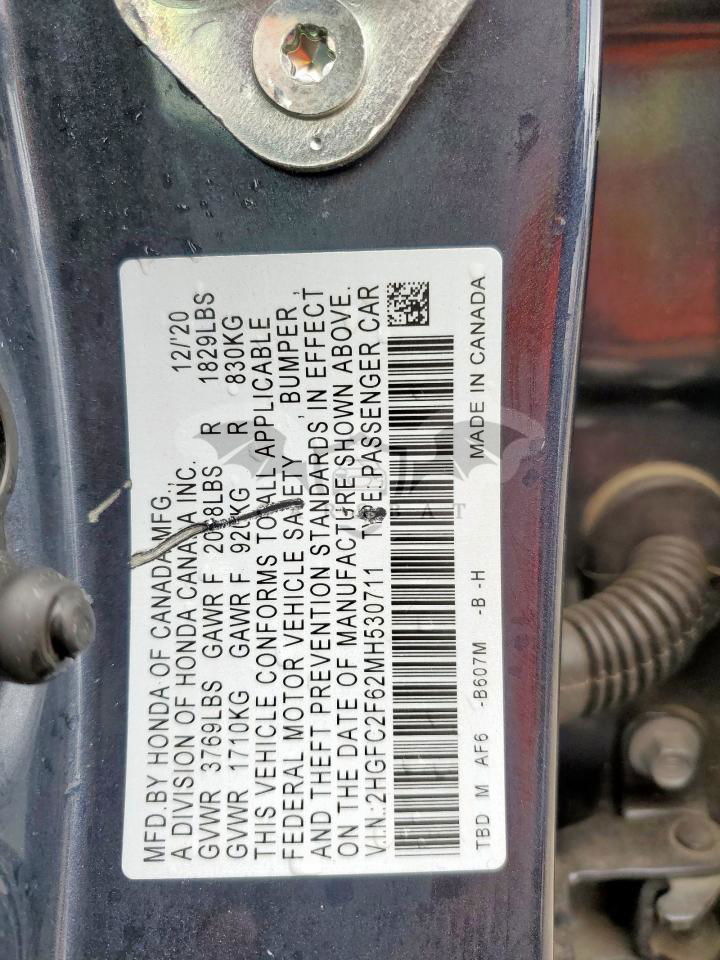 MFD.BY HONDA OF CANADA MFG.,
A DIVISION OF HONDA CANADA INC. 12/'20
GVWR 3769LBS GAWR F 2028LBS R 1829LBS
GVWR 1710KG GAWR F 920KG R 830KG
THIS VEHICLE CONFORMS TO ALL APPLICABLE
FEDERAL MOTOR VEHICLE SAFETY , BUMPER ,
AND THEFT PREVENTION STANDARDS IN EFFECT
ON THE DATE OF MANUFACTURE SHOWN ABOVE.
V.I.N.:2HGFC2F62MH530711 PASSENGER CAR
TBD M AF6 -B607M -B -H MADE IN CANADA